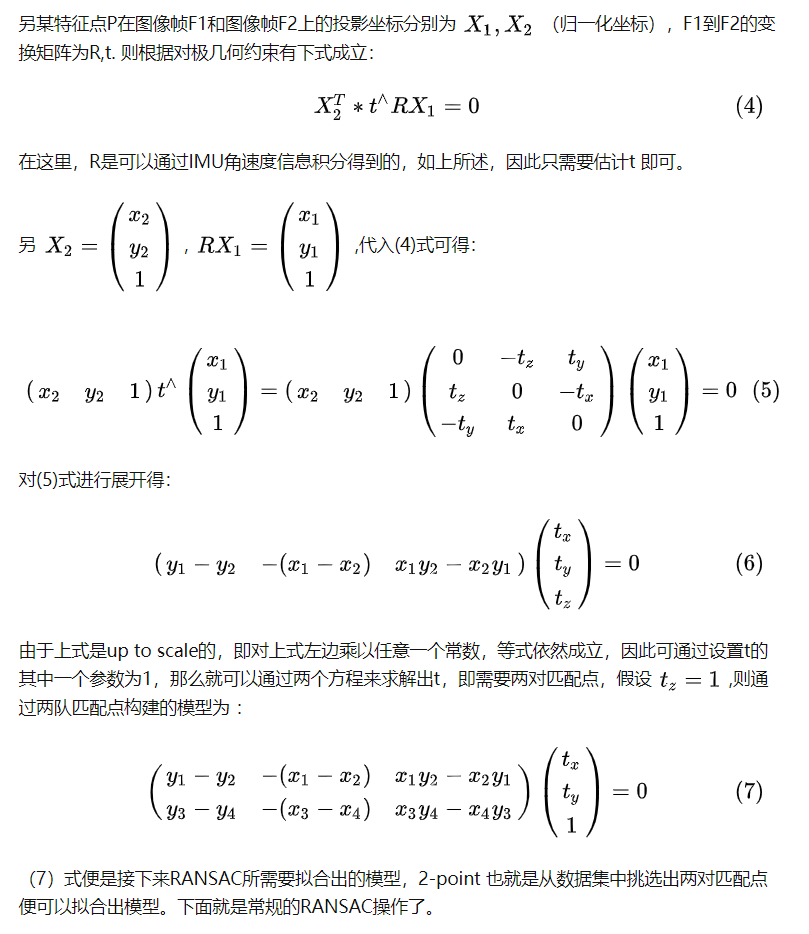 另某特征点P在图像帧F1和图像帧F2上的投影坐标分别为 $X_1, X_2$ （归一化坐标）, F1到F2的变
换矩阵为R,t. 则根据对极几何约束有下式成立：
$X_2^T * t^{\wedge} R X_1 = 0$ (4)
在这里，R是可以通过IMU角速度信息积分得到的，如上所述，因此只需要估计t 即可。
另 $X_2 = \begin{pmatrix} x_2 \\ y_2 \\ 1 \end{pmatrix}$ , $RX_1 = \begin{pmatrix} x_1 \\ y_1 \\ 1 \end{pmatrix}$ ,代入(4)式可得：
$\begin{pmatrix} x_2 & y_2 & 1 \end{pmatrix} t^{\wedge} \begin{pmatrix} x_1 \\ y_1 \\ 1 \end{pmatrix} = \begin{pmatrix} x_2 & y_2 & 1 \end{pmatrix} \begin{pmatrix} 0 & -t_z & t_y \\ t_z & 0 & -t_x \\ -t_y & t_x & 0 \end{pmatrix} \begin{pmatrix} x_1 \\ y_1 \\ 1 \end{pmatrix} = 0$ (5)
对(5)式进行展开得：
$\begin{pmatrix} y_1 - y_2 & -(x_1 - x_2) & x_1y_2 - x_2y_1 \end{pmatrix} \begin{pmatrix} t_x \\ t_y \\ t_z \end{pmatrix} = 0$ (6)
由于上式是up to scale的，即对上式左边乘以任意一个常数，等式依然成立，因此可通过设置t的
其中一个参数为1，那么就可以通过两个方程来求解出t，即需要两对匹配点，假设 $t_z = 1$ ,则通
过两队匹配点构建的模型为：
$\begin{pmatrix} y_1 - y_2 & -(x_1 - x_2) & x_1y_2 - x_2y_1 \\ y_3 - y_4 & -(x_3 - x_4) & x_3y_4 - x_4y_3 \end{pmatrix} \begin{pmatrix} t_x \\ t_y \\ 1 \end{pmatrix} = 0$ (7)
（7）式便是接下来RANSAC所需要拟合出的模型，2-point 也就是从数据集中挑选出两对匹配点
便可以拟合出模型。下面就是常规的RANSAC操作了。